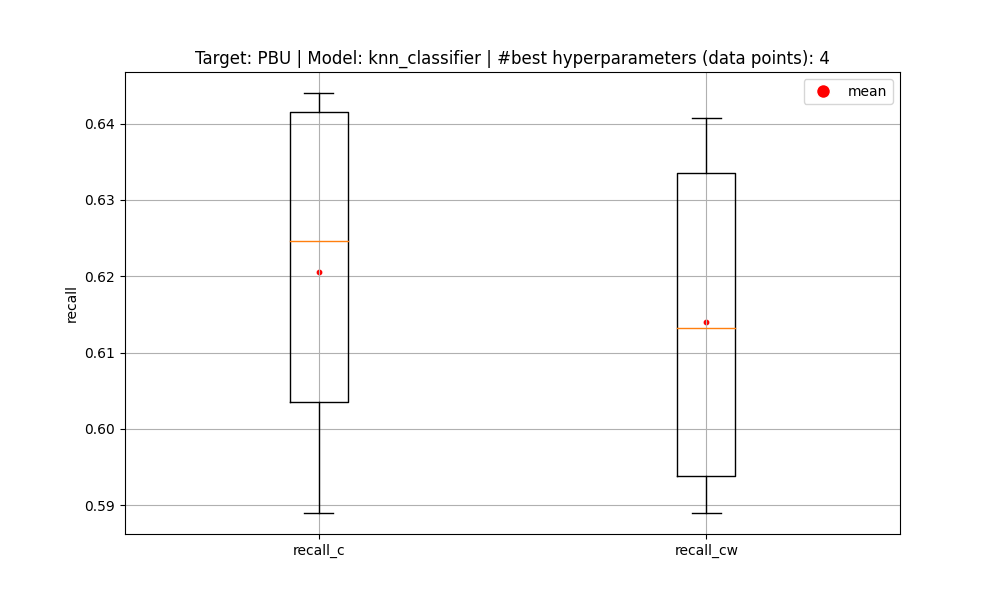 Target: PBU | Model: knn_classifier | #best hyperparameters (data points): 4
mean
0.64
0.63
0.62
0.61
0.60
0.59
recall
recall_c
recall_cw